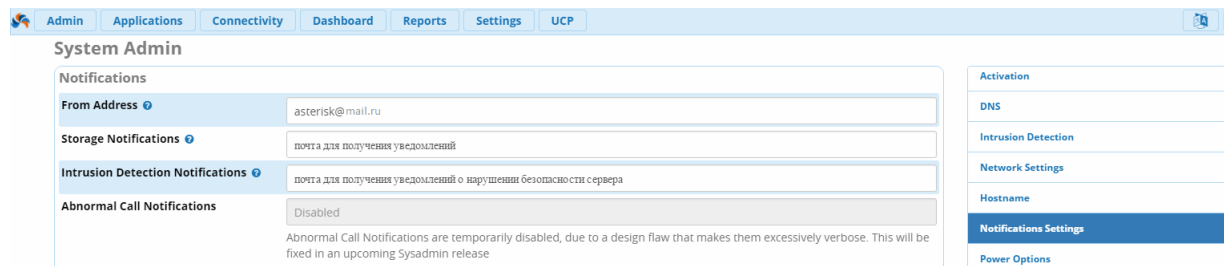 Admin Applications Connectivity Dashboard Reports Settings UCP
System Admin
Notifications
From Address
asterisk@mail.ru
Storage Notifications
почта для получения уведомлений
Intrusion Detection Notifications
почта для получения уведомлений о нарушении безопасности сервера
Abnormal Call Notifications
Disabled
Abnormal Call Notifications are temporarily disabled, due to a design flaw that makes them excessively verbose. This will be
fixed in an upcoming Sysadmin release
Activation
DNS
Intrusion Detection
Network Settings
Hostname
Notifications Settings
Power Options